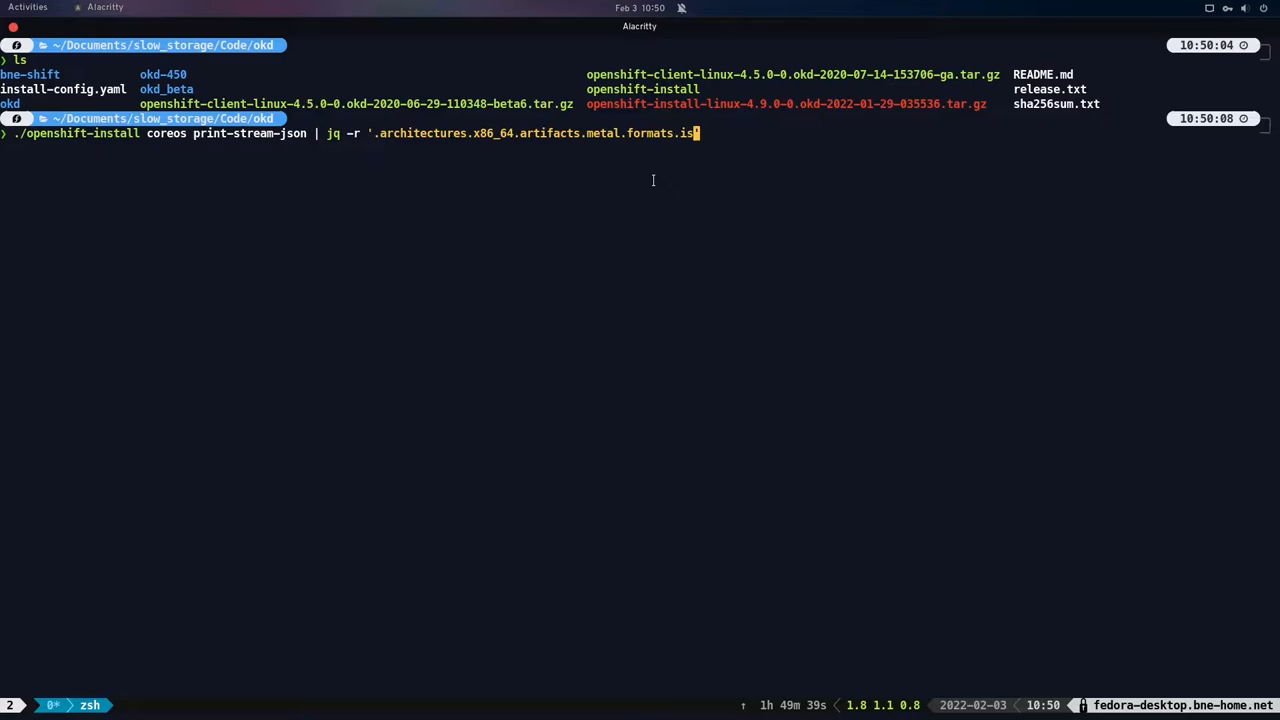 Activities Alacritty Feb 3 10:50
Alacritty
~/Documents/slow_storage/Code/okd 10:50:04
❯ ls
bne-shift okd-450 openshift-client-linux-4.5.0-0.okd-2020-07-14-153706-ga.tar.gz README.md
install-config.yaml okd_beta openshift-install release.txt
okd openshift-client-linux-4.5.0-0.okd-2020-06-29-110348-beta6.tar.gz openshift-install-linux-4.9.0-0.okd-2022-01-29-035536.tar.gz sha256sum.txt
~/Documents/slow_storage/Code/okd 10:50:08
❯ ./openshift-install coreos print-stream-json | jq -r '.architectures.x86_64.artifacts.metal.formats.is'
2 0* zsh ↑ 1h 49m 39s 1.8 1.1 0.8 2022-02-03 10:50 fedora-desktop.bne-home.net